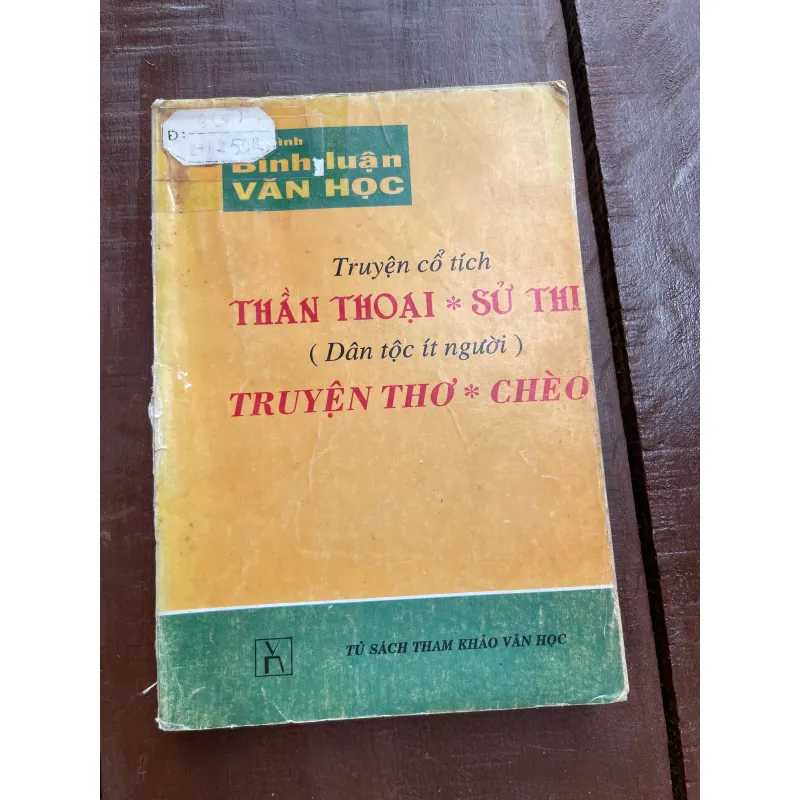 Đ:
Bình luận
VĂN HỌC
Truyện cổ tích
THẦN THOẠI * SỬ THI
( Dân tộc ít người )
TRUYỆN THƠ * CHÈO
TỦ SÁCH THAM KHẢO VĂN HỌC